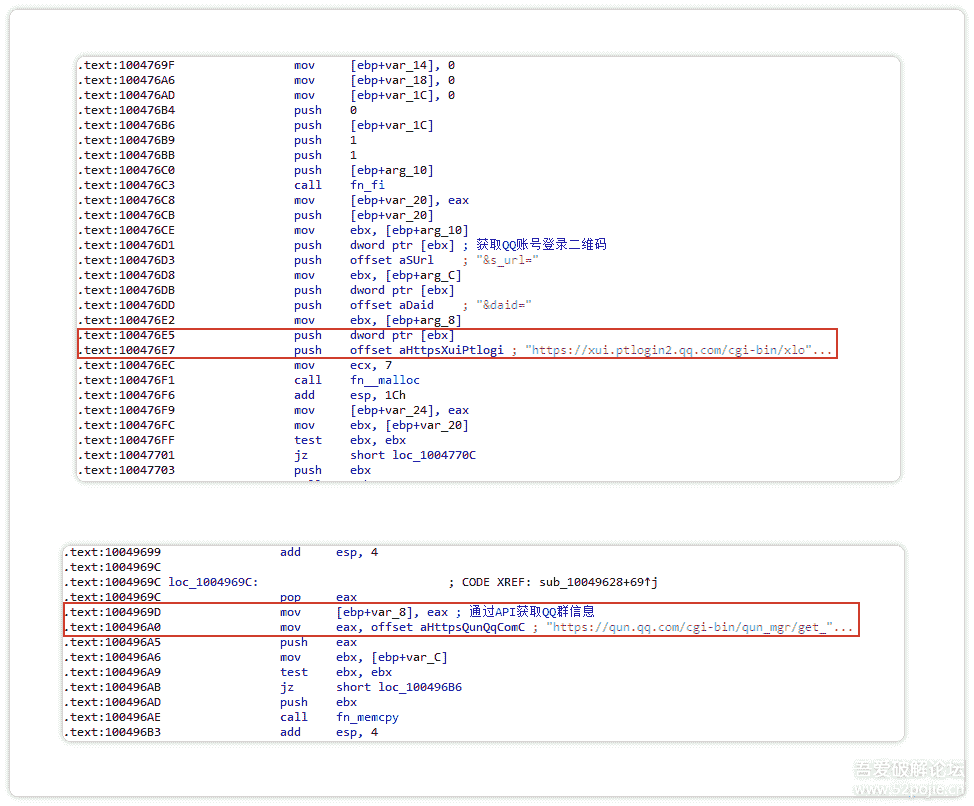 .text:1004769F mov [ebp+var_14], 0
.text:100476A6 mov [ebp+var_18], 0
.text:100476AD mov [ebp+var_1C], 0
.text:100476B4 push 0
.text:100476B6 push [ebp+var_1C]
.text:100476B9 push 1
.text:100476BB push 1
.text:100476C0 push [ebp+arg_10]
.text:100476C3 call fn_fi
.text:100476C8 mov [ebp+var_20], eax
.text:100476CB push [ebp+var_20]
.text:100476CE mov ebx, [ebp+arg_10]
.text:100476D1 push dword ptr [ebx] ; 获取QQ账号登录二维码
.text:100476D3 push offset aSUrl ; "&s_url="
.text:100476D8 mov ebx, [ebp+arg_C]
.text:100476DB push dword ptr [ebx]
.text:100476DD push offset aDaid ; "&daid="
.text:100476E2 mov ebx, [ebp+arg_8]
.text:100476E5 push dword ptr [ebx]
.text:100476E7 push offset aHttpsXuiPtlogi ; "https://xui.ptlogin2.qq.com/cgi-bin/xlo"...
.text:100476EC mov ecx, 7
.text:100476F1 call fn__malloc
.text:100476F6 add esp, 1Ch
.text:100476F9 mov [ebp+var_24], eax
.text:100476FC mov ebx, [ebp+var_20]
.text:100476FF test ebx, ebx
.text:10047701 jz short loc_1004770C
.text:10047703 push ebx
.text:10049699 add esp, 4
.text:1004969C
.text:1004969C loc_1004969C: ; CODE XREF: sub_10049628+69↑j
.text:1004969C pop eax
.text:1004969D mov [ebp+var_8], eax ; 通过API获取QQ群信息
.text:100496A0 mov eax, offset aHttpsQunQqComC ; "https://qun.qq.com/cgi-bin/qun_mgr/get_"...
.text:100496A5 push eax
.text:100496A6 mov ebx, [ebp+var_C]
.text:100496A9 test ebx, ebx
.text:100496AB jz short loc_100496B6
.text:100496AD push ebx
.text:100496AE call fn_memcpy
.text:100496B3 add esp, 4
吾爱破解论坛
www.52pojie.cn